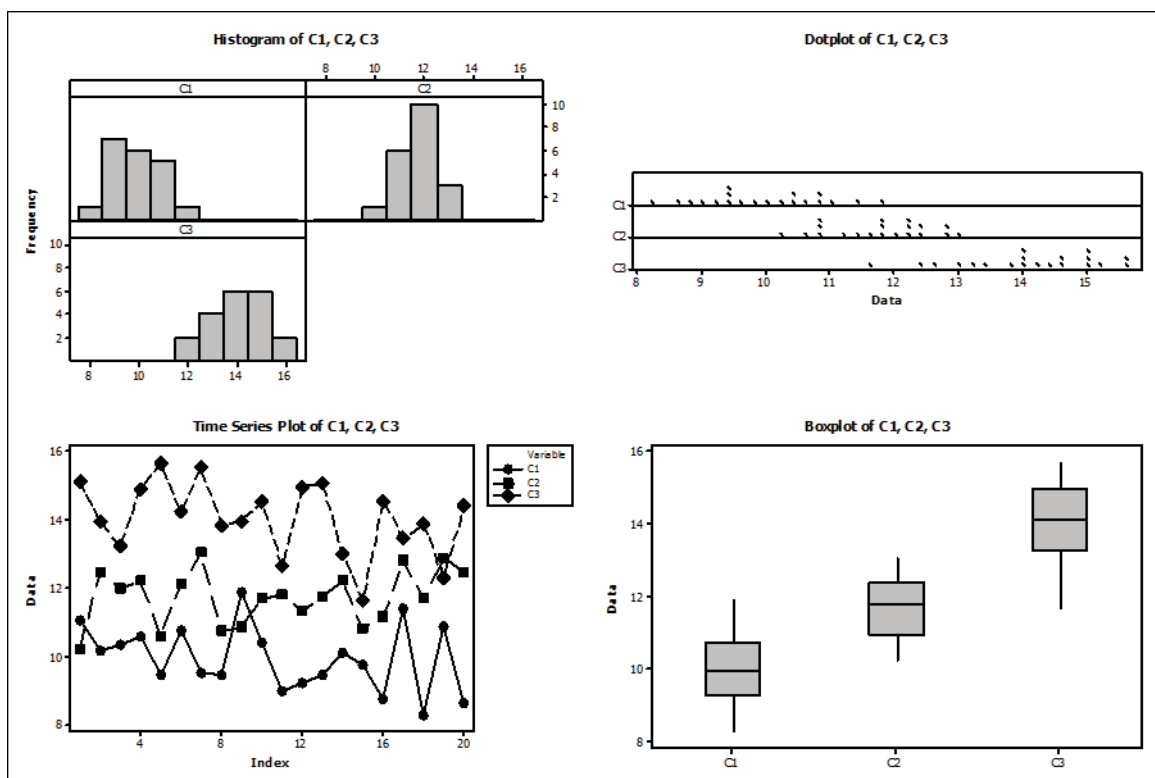 Histogram of C1, C2, C3
8 10 12 14 16
C1 C2
10
8
6
4
2
Frequency
C3
10
8
6
4
2
8 10 12 14 16
Dotplot of C1, C2, C3
C1
C2
C3
8 9 10 11 12 13 14 15
Data
Time Series Plot of C1, C2, C3
16
14
12
10
8
Data
4 8 12 16 20
Index
Variable
C1
C2
C3
Boxplot of C1, C2, C3
16
14
12
10
8
Data
C1 C2 C3